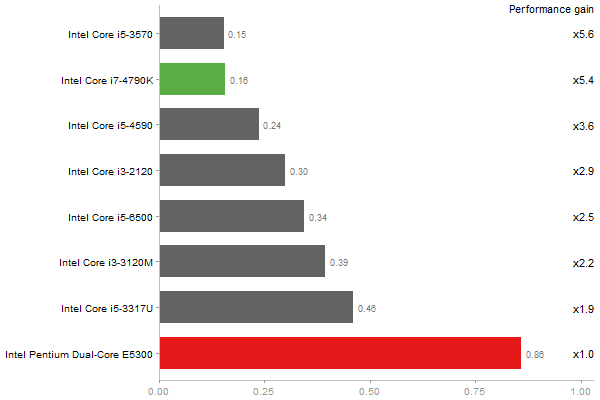 Performance gain
Intel Core i5-3570 0.15 x5.6
Intel Core i7-4790K 0.16 x5.4
Intel Core i5-4590 0.24 x3.6
Intel Core i3-2120 0.30 x2.9
Intel Core i5-6500 0.34 x2.5
Intel Core i3-3120M 0.39 x2.2
Intel Core i5-3317U 0.46 x1.9
Intel Pentium Dual-Core E5300 0.86 x1.0
0.00 0.25 0.50 0.75 1.00